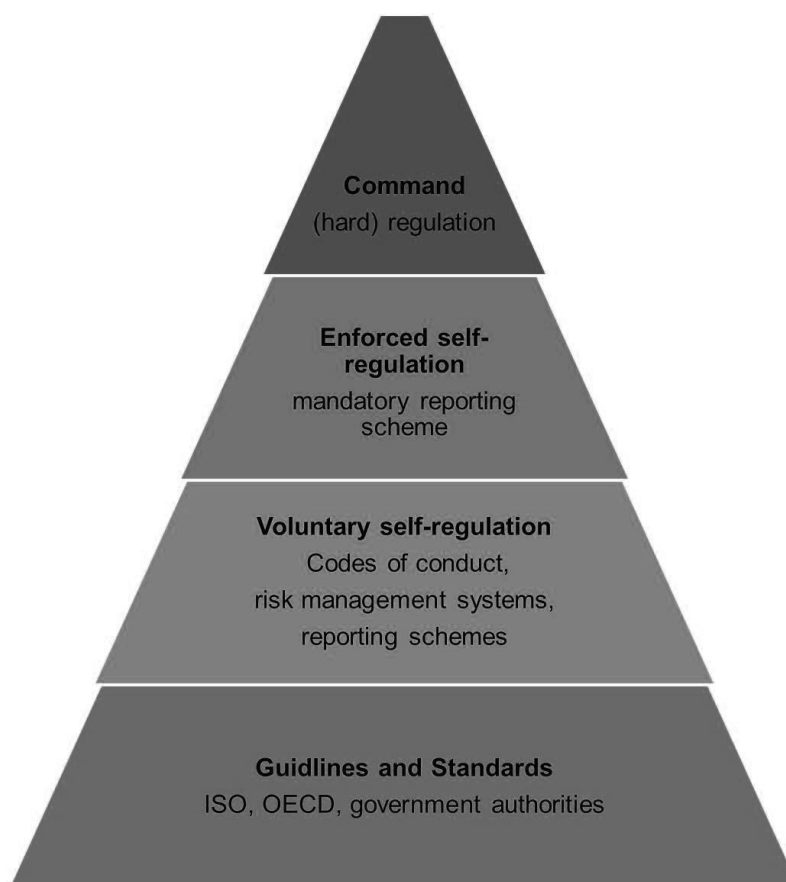 Command
(hard) regulation
Enforced self-
regulation
mandatory reporting
scheme
Voluntary self-regulation
Codes of conduct,
risk management systems,
reporting schemes
Guidlines and Standards
ISO, OECD, government authorities